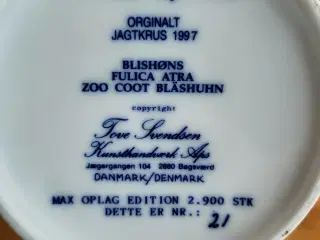 ORGINALT
JAGTKRUS 1997
BLISHØNS
FULICA ATRA
ZOO COOT BLÄSHUHN
copyright:
Tove Svendsen
Kunsthandværk Aps
Jægergangen 104 2880 Bagsværd
DANMARK/DENMARK
MAX OPLAG EDITION 2.900 STK
DETTE ER NR.: 21